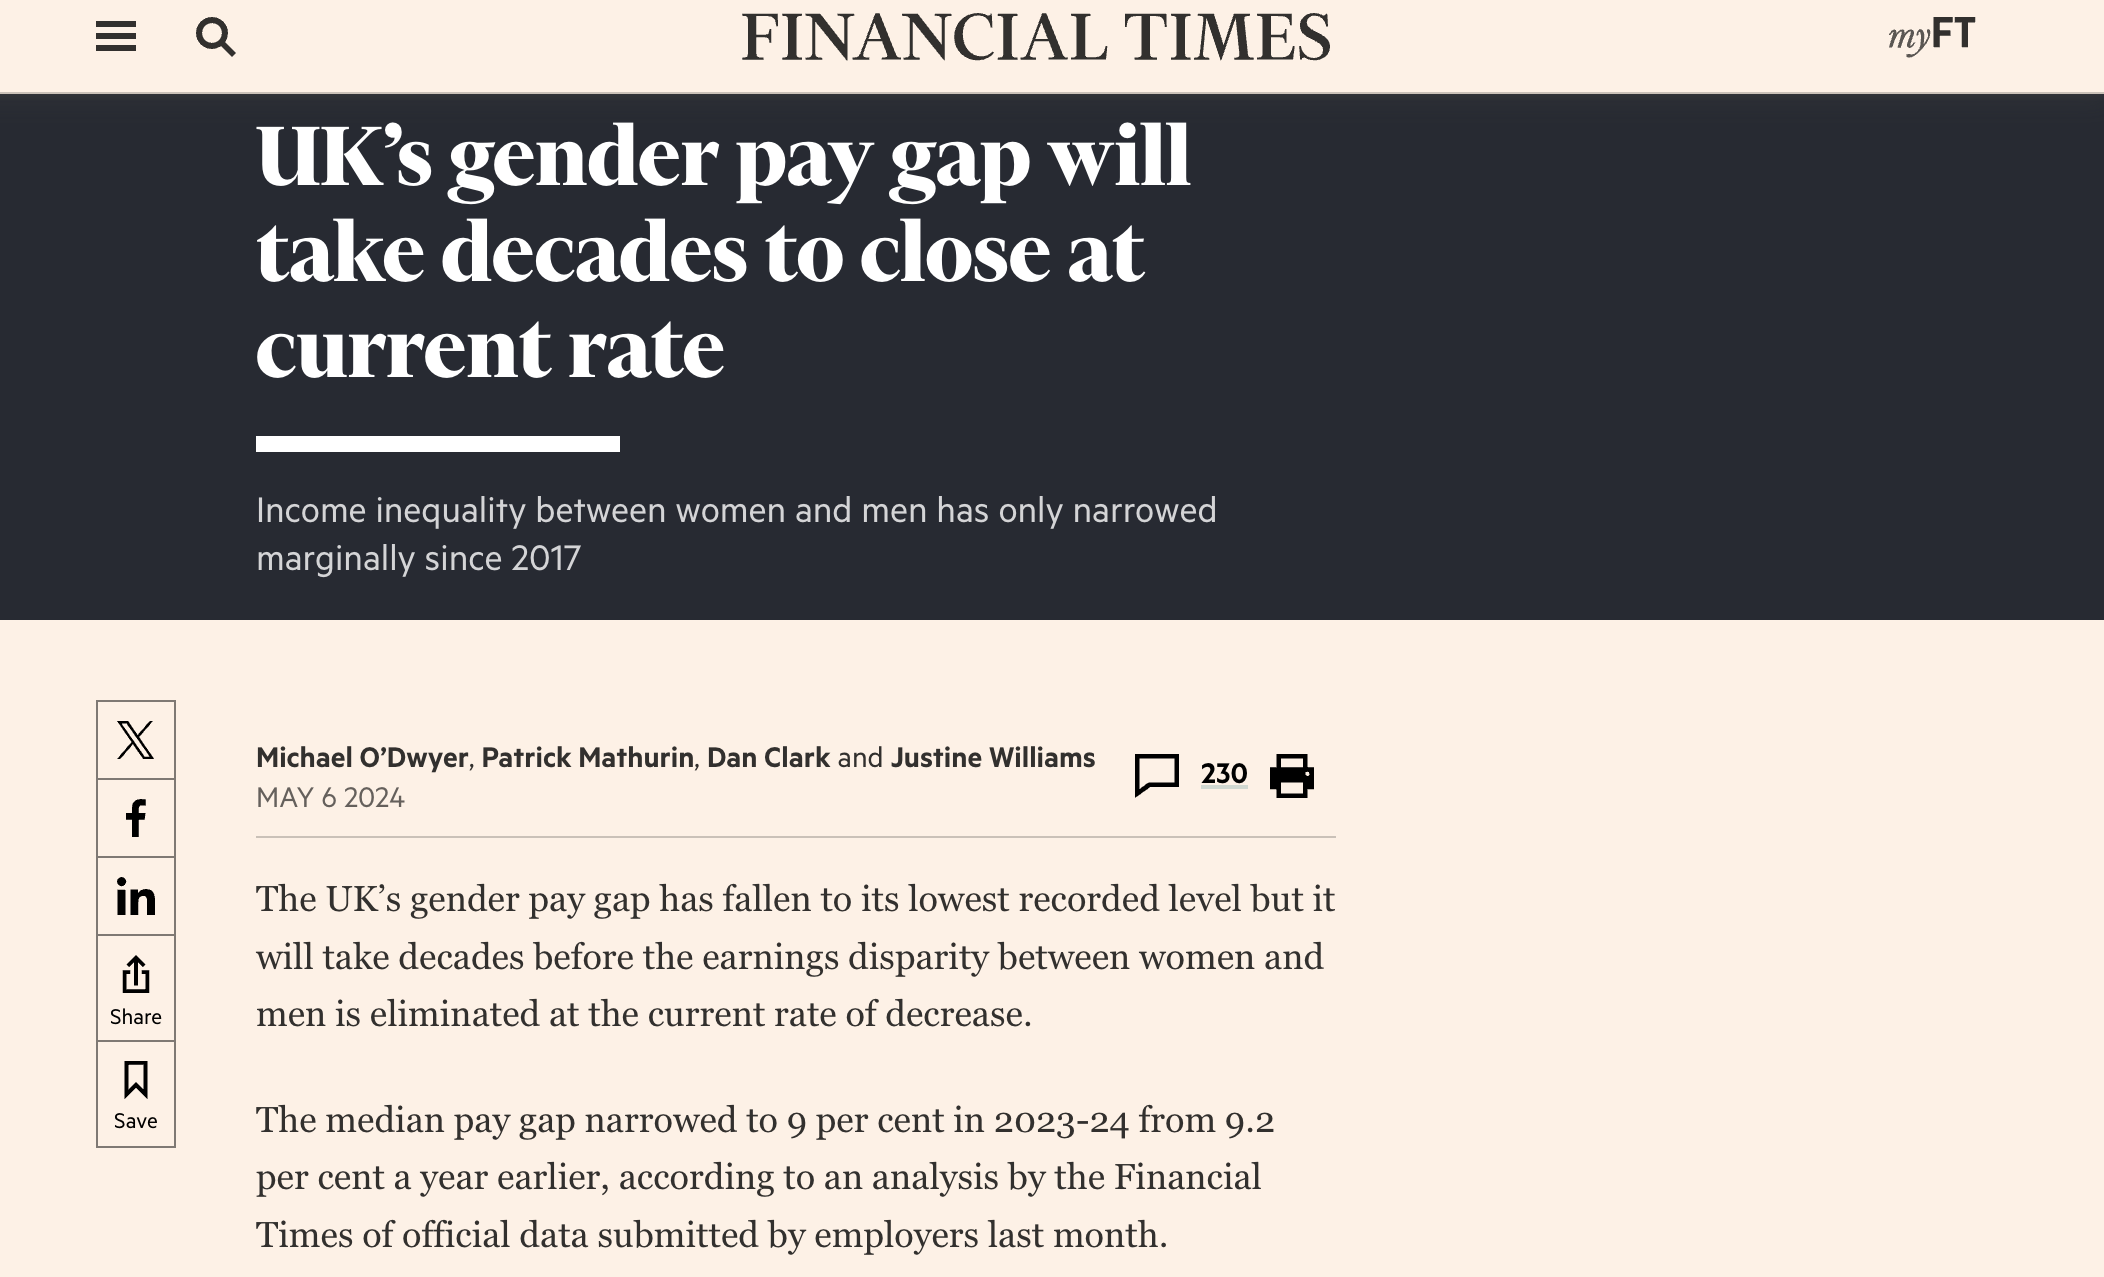 FINANCIAL TIMES
myFT
UK’s gender pay gap will
take decades to close at
current rate
Income inequality between women and men has only narrowed
marginally since 2017
Michael O’Dwyer, Patrick Mathurin, Dan Clark and Justine Williams
MAY 6 2024
230
Share
Save
The UK’s gender pay gap has fallen to its lowest recorded level but it
will take decades before the earnings disparity between women and
men is eliminated at the current rate of decrease.
The median pay gap narrowed to 9 per cent in 2023-24 from 9.2
per cent a year earlier, according to an analysis by the Financial
Times of official data submitted by employers last month.